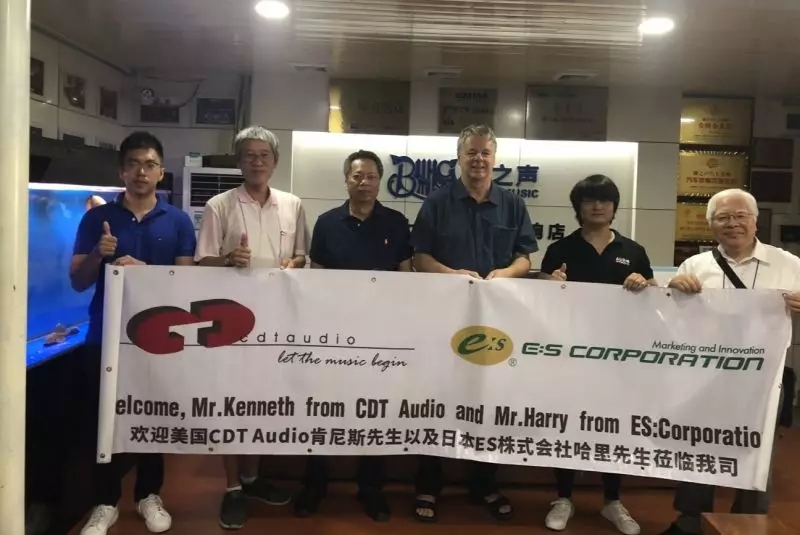 之声
MUSIC
店
cdtaudio
let the music begin
e:s
®
E:S CORPORATION
Marketing and Innovation
elcome, Mr.Kenneth from CDT Audio and Mr.Harry from ES:Corporatio
欢迎美国CDT Audio肯尼斯先生以及日本ES株式会社哈里先生莅临我司